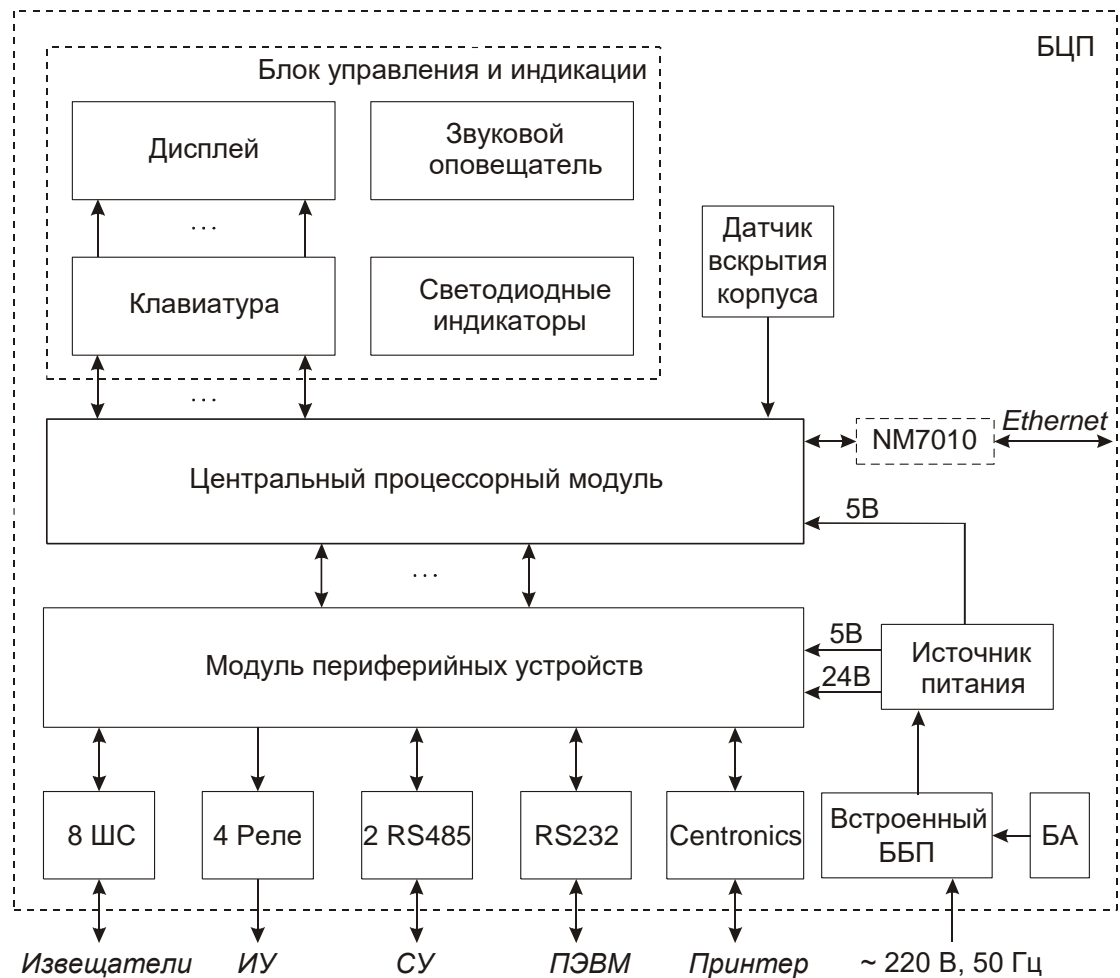 БЦП
Блок управления и индикации
Дисплей
Звуковой
оповещатель
...
Датчик
вскрытия
корпуса
Клавиатура
Светодиодные
индикаторы
...
Центральный процессорный модуль
NM7010
Ethernet
5В
...
Модуль периферийных устройств
5В
24В
Источник
питания
8 ШС
4 Реле
2 RS485
RS232
Centronics
Встроенный
ББП
БА
Извещатели
ИУ
СУ
ПЭВМ
Принтер
~ 220 В, 50 Гц